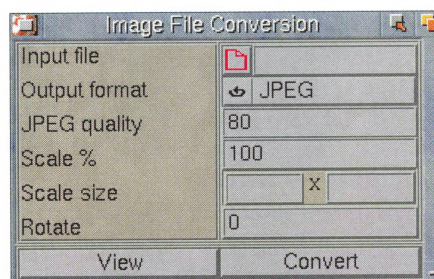 Image File Conversion
Input file
Output format JPEG
JPEG quality 80
Scale % 100
Scale size x
Rotate 0
View Convert